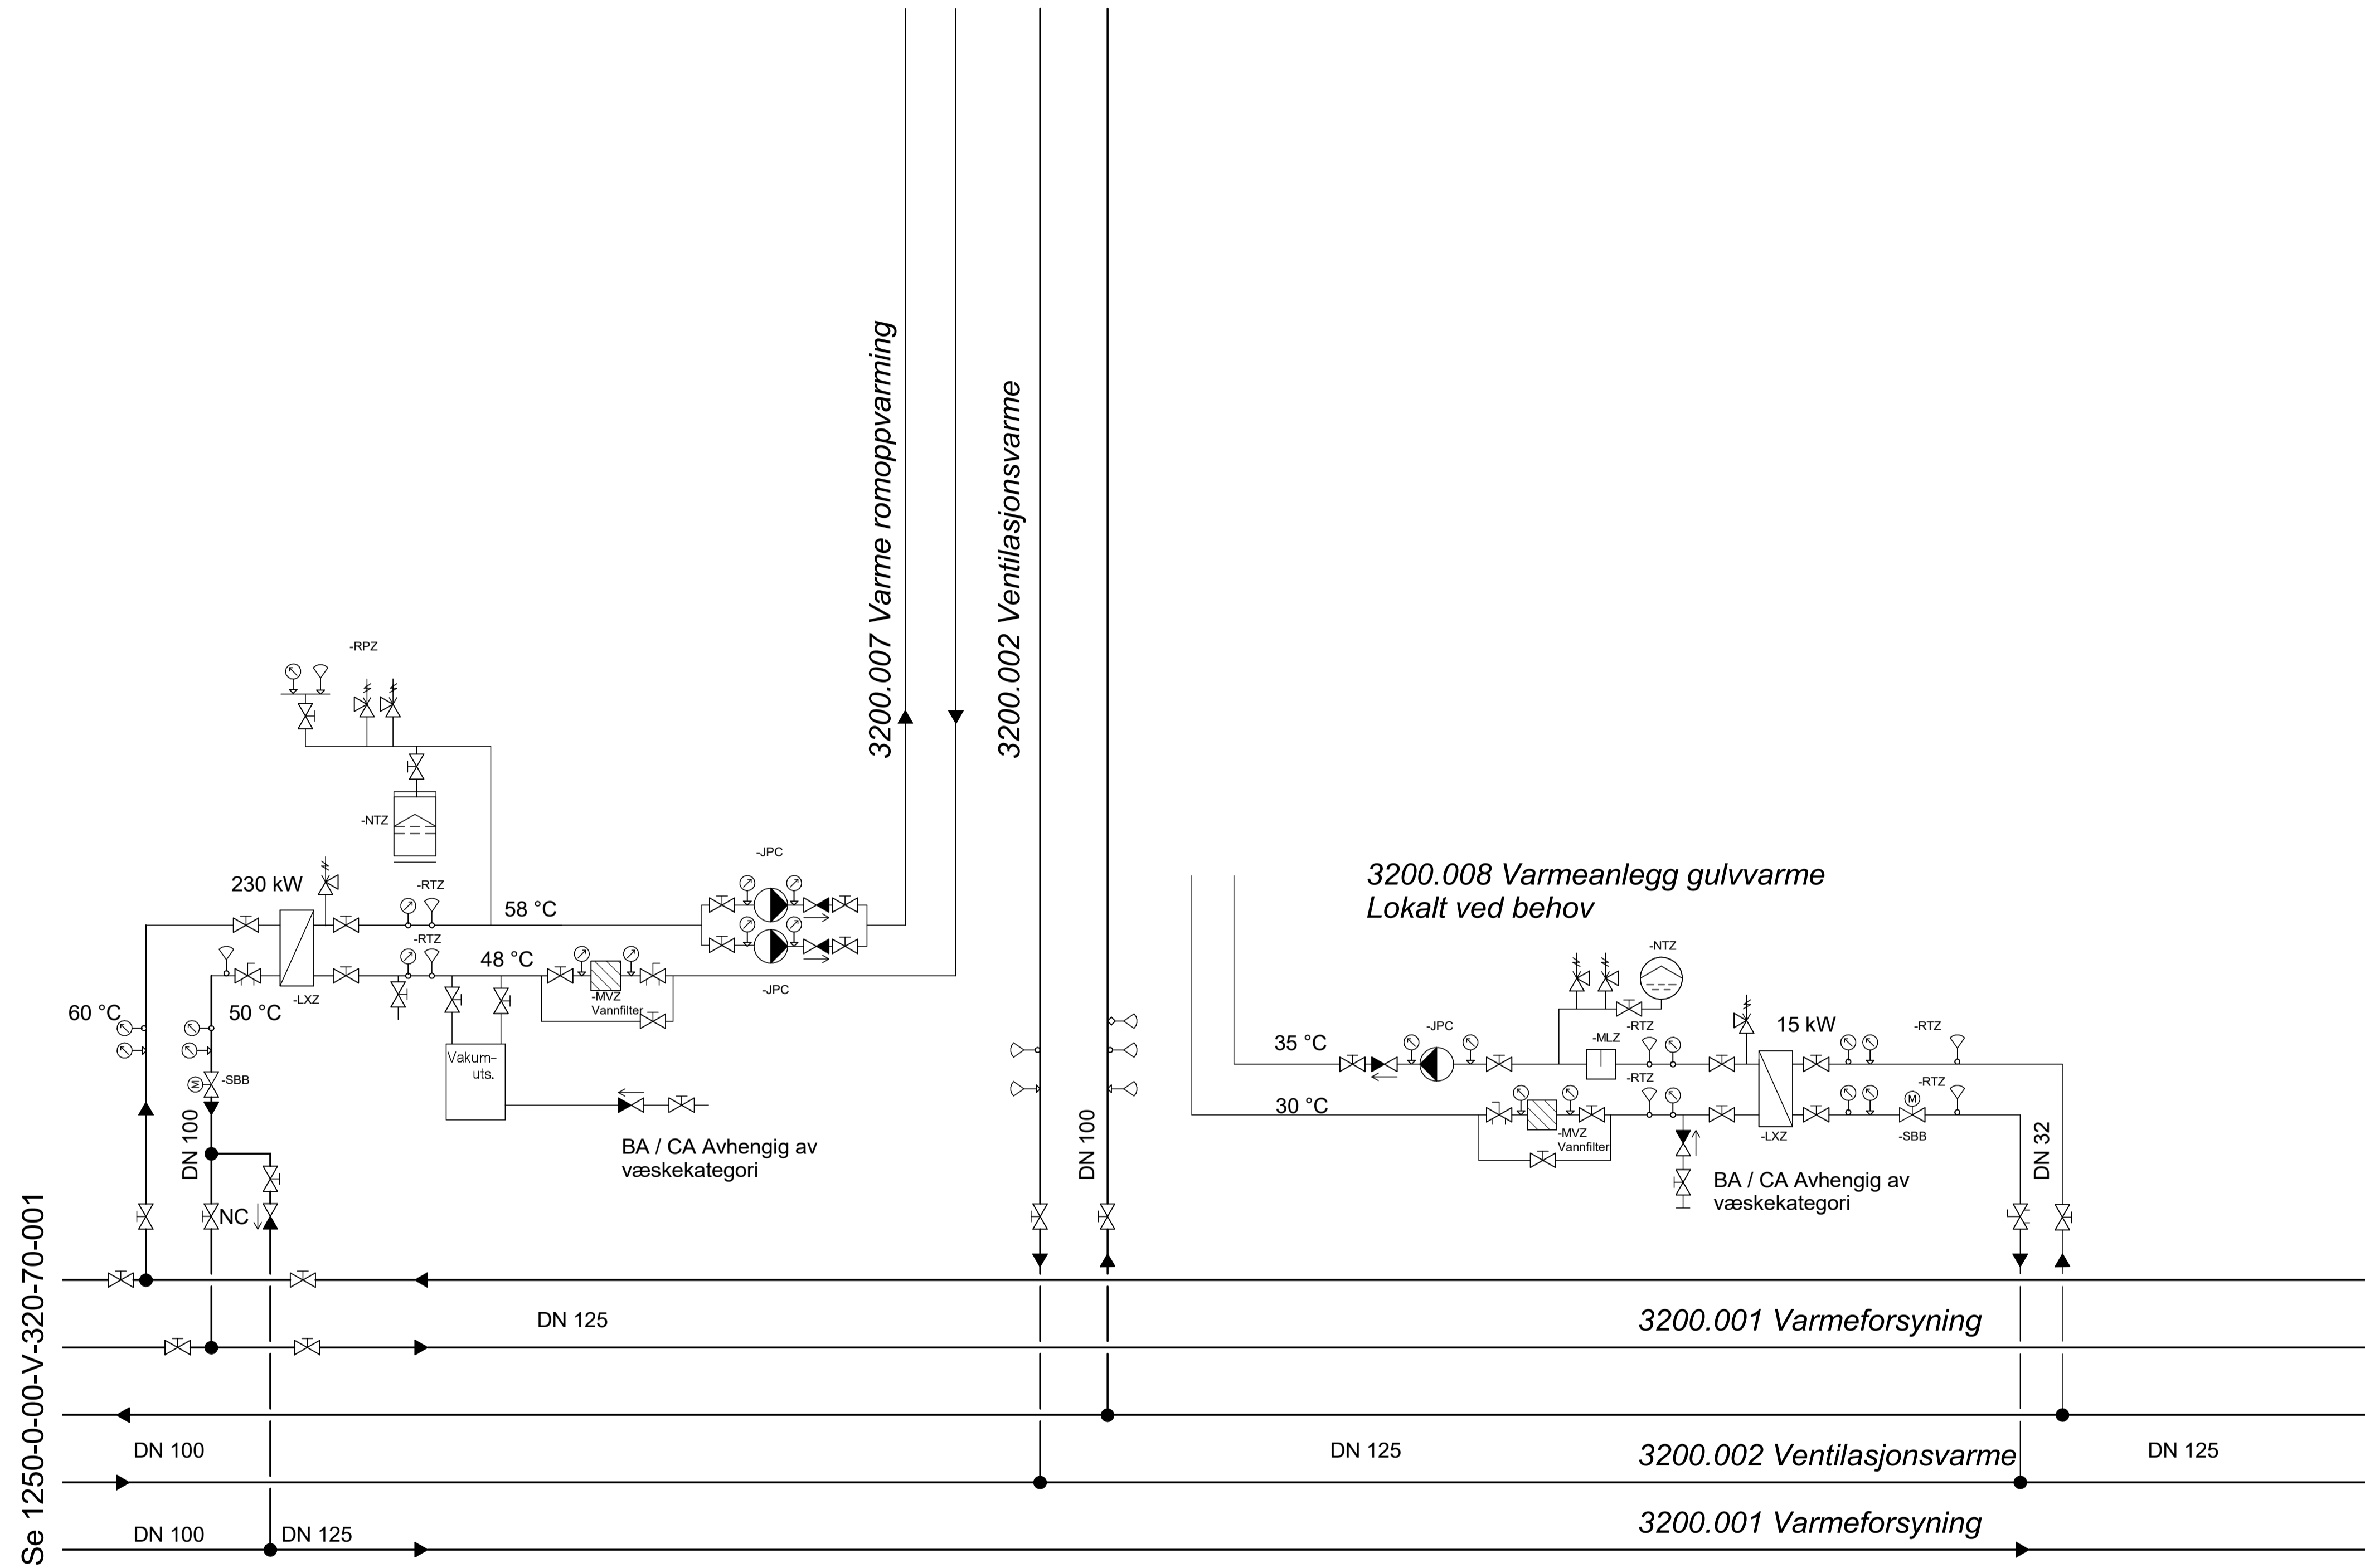 3200.007 Varme romoppvarming
3200.002 Ventilasjonsvarme
-RPZ
-NTZ
230 kW
-RTZ
58 °C
-JPC
-RTZ
48 °C
-LXZ
-JPC
-MVZ
Vannfilter
60 °C
50 °C
-SBB
Vakum-
uts.
DN 100
NC
BA / CA Avhengig av
væskekategori
DN 100
3200.008 Varmeanlegg gulvvarme
Lokalt ved behov
-NTZ
35 °C
-JPC
-MLZ
-RTZ
15 kW
-RTZ
30 °C
-RTZ
-RTZ
-MVZ
Vannfilter
-LXZ
-SBB
M
M
BA / CA Avhengig av
væskekategori
DN 32
Se 1250-0-00-V-320-70-001
DN 125
3200.001 Varmeforsyning
DN 100
DN 125
3200.002 Ventilasjonsvarme
DN 125
DN 100
DN 125
3200.001 Varmeforsyning